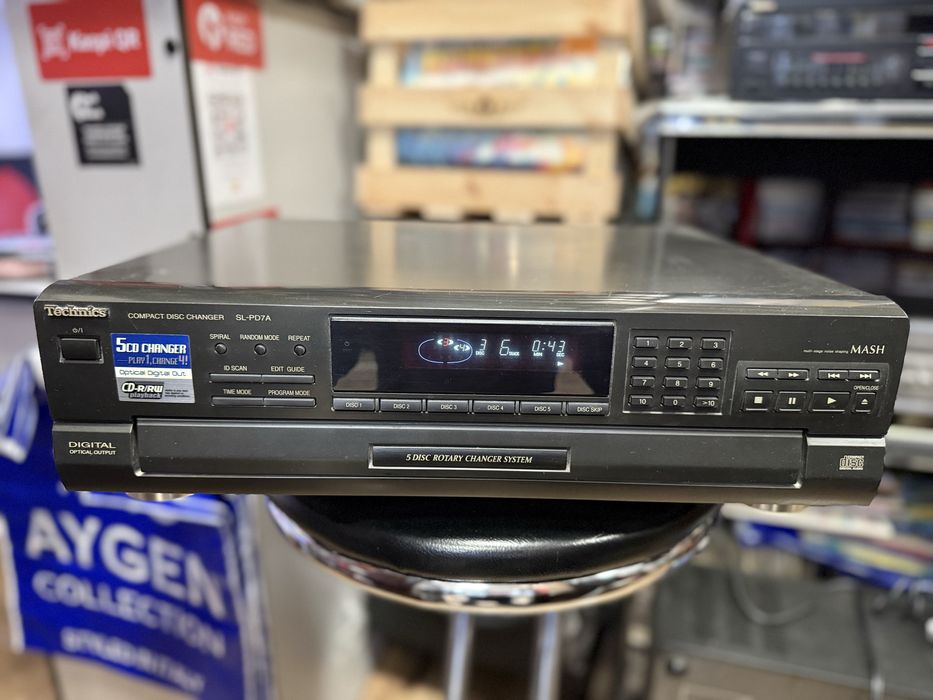 Kaspi QR
Technics
COMPACT DISC CHANGER SL-PD7A
⏻/I
5CD CHANGER
PLAY 1, CHANGE 4!
Optical Digital Out
CD-R/RW
playback
SPIRAL RANDOM MODE REPEAT
ID SCAN EDIT GUIDE
TIME MODE PROGRAM MODE
3 DISC 6 TRACK 0:43 MIN SEC
DISC 1 DISC 2 DISC 3 DISC 4 DISC 5 DISC SKIP
1 2 3
4 5 6
7 8 9
10 0 >10
multi-stage noise shaping MASH
OPEN/CLOSE
DIGITAL
OPTICAL OUTPUT
5 DISC ROTARY CHANGER SYSTEM
disc
AYGEN
COLLECTION